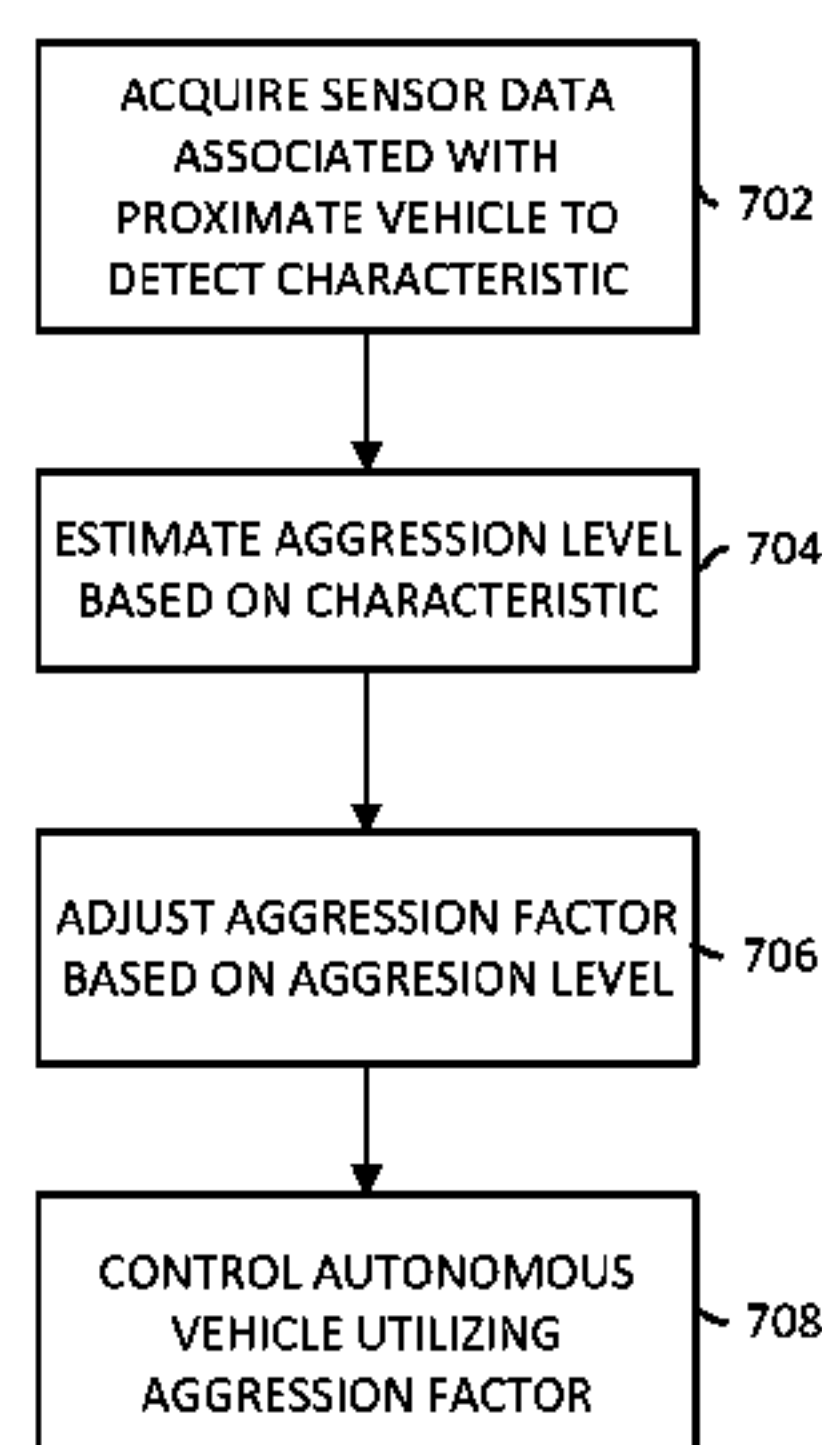 ACQUIRE SENSOR DATA
ASSOCIATED WITH
PROXIMATE VEHICLE TO
DETECT CHARACTERISTIC
702
ESTIMATE AGGRESSION LEVEL
BASED ON CHARACTERISTIC
704
ADJUST AGGRESSION FACTOR
BASED ON AGGRESION LEVEL
706
CONTROL AUTONOMOUS
VEHICLE UTILIZING
AGGRESSION FACTOR
708